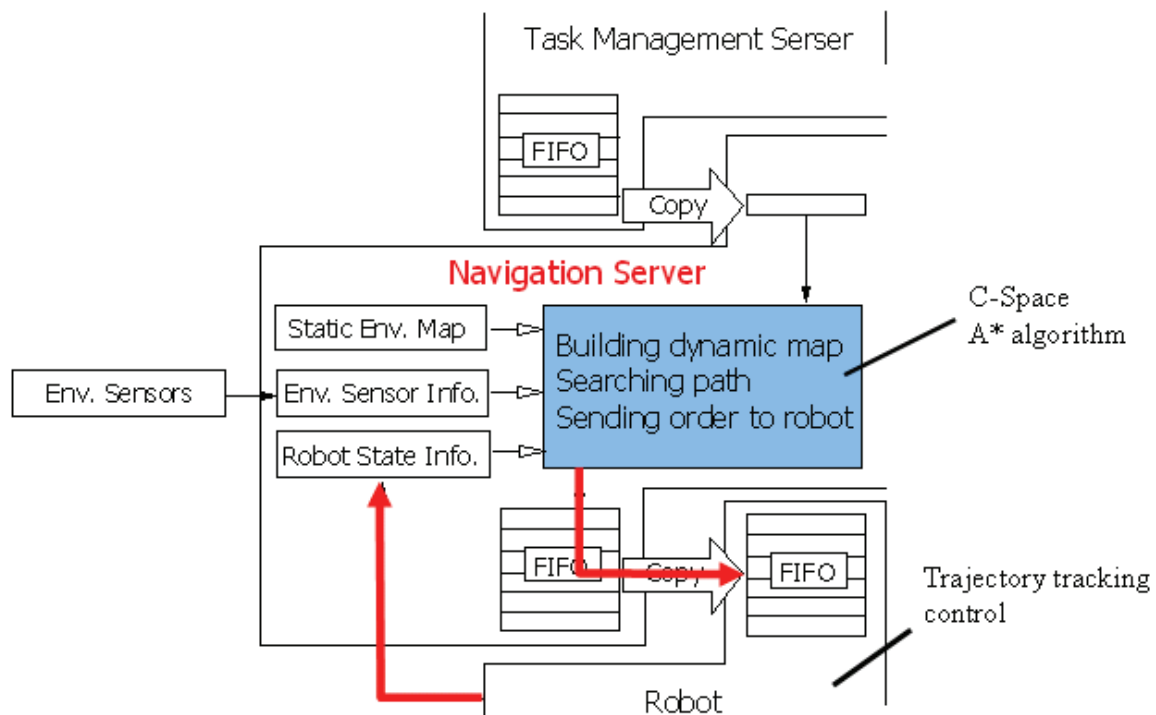 Task Management Serser
FIFO
Copy
Navigation Server
C-Space
A* algorithm
Static Env. Map
Building dynamic map
Searching path
Sending order to robot
Env. Sensors
Env. Sensor Info.
Robot State Info.
FIFO
Copy
FIFO
Trajectory tracking
control
Robot